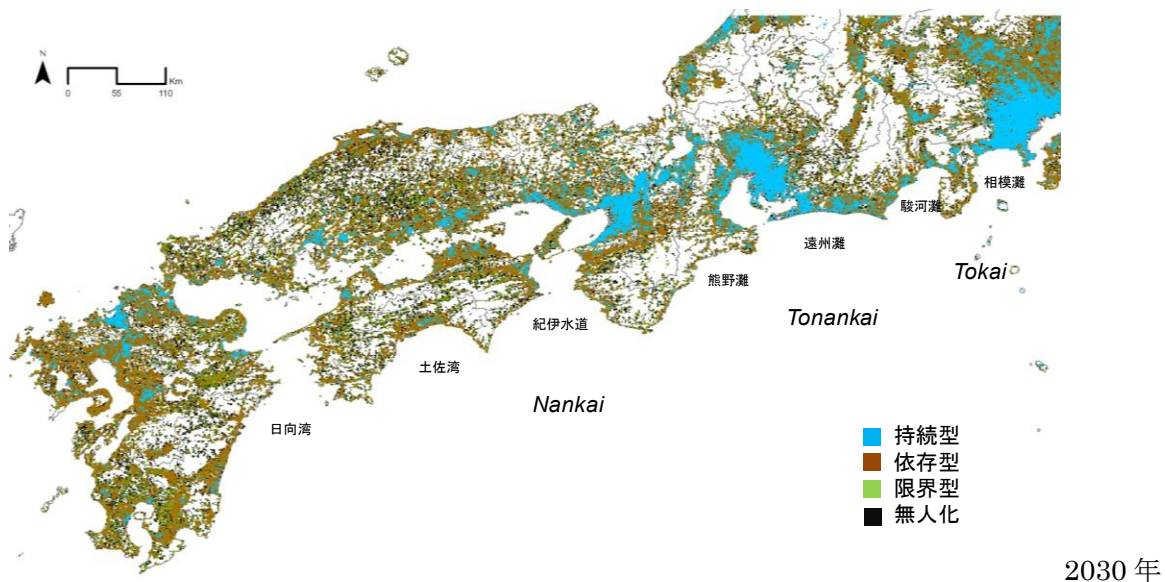 N
Km
0 55 110
相模灘
駿河灘
遠州灘
Tokai
熊野灘
Tonankai
紀伊水道
土佐湾
Nankai
日向湾
持続型
依存型
限界型
無人化
2030 年